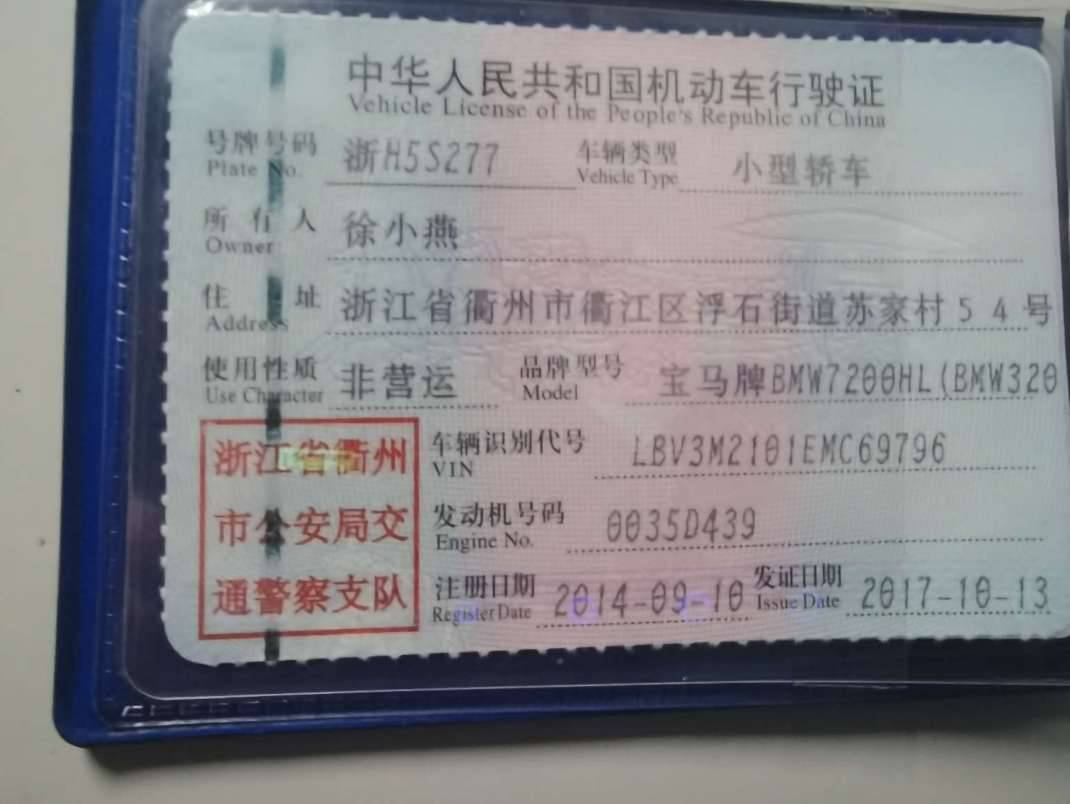 中华人民共和国机动车行驶证
Vehicle License of the People's Republic of China
号牌号码 浙H5S277 车辆类型 小型轿车
Plate No. Vehicle Type
所有人 徐小燕
Owner
住址 浙江省衢州市衢江区浮石街道苏家村54号
Address
使用性质 非营运 品牌型号 宝马牌BMW7200HL(BMW320
Use Character Model
浙江省衢州
市公安局交
通警察支队
车辆识别代号 LBV3M2101EMC69796
VIN
发动机号码 0035D439
Engine No.
注册日期 2014-09-10 发证日期 2017-10-13
Register Date Issue Date